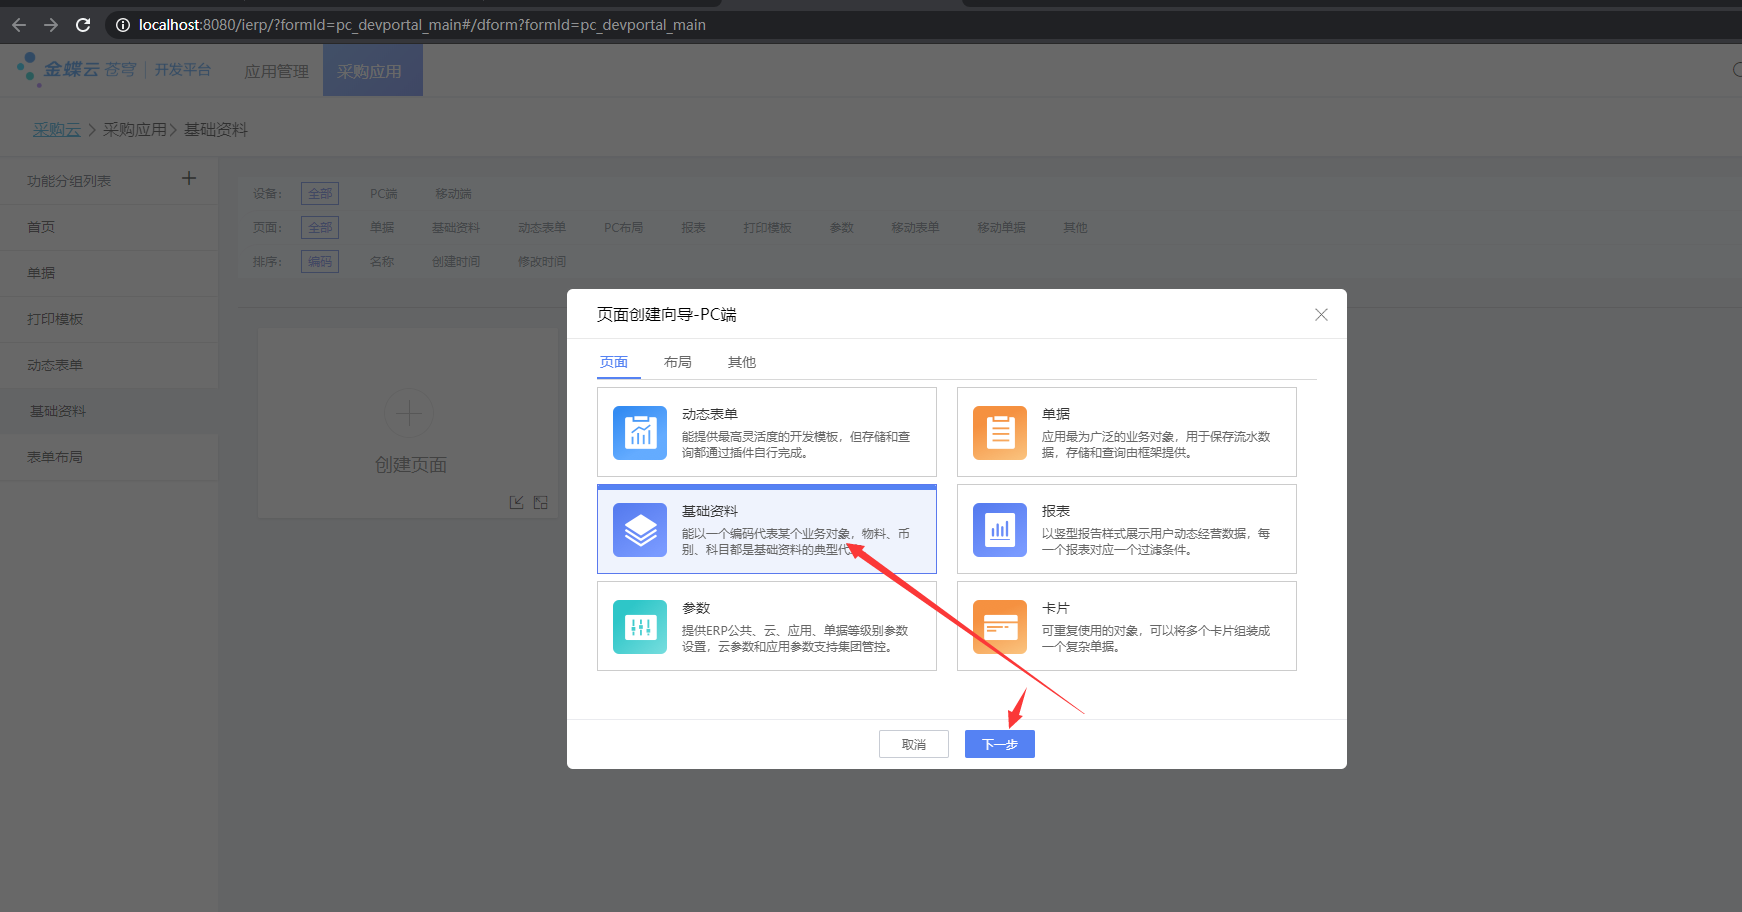 localhost:8080/ierp/?formId=pc_devportal_main#/dform?formId=pc_devportal_main
金蝶云 苍穹 开发平台 应用管理 采购应用
采购云 > 采购应用 > 基础资料
功能分组列表
首页
单据
打印模板
动态表单
基础资料
表单布局
设备： 全部 PC端 移动端
页面： 全部 单据 基础资料 动态表单 PC布局 报表 打印模板 参数 移动表单 移动单据 其他
排序： 编码 名称 创建时间 修改时间
创建页面
页面创建向导-PC端
页面 布局 其他
动态表单
能提供最高灵活度的开发模板，但存储和查
询都通过插件自行完成。
单据
应用最为广泛的业务对象，用于保存流水数
据，存储和查询由框架提供。
基础资料
能以一个编码代表某个业务对象，物料、币
别、科目都是基础资料的典型代
报表
以竖型报告样式展示用户动态经营数据，每
一个报表对应一个过滤条件。
参数
提供ERP公共、云、应用、单据等级别参数
设置，云参数和应用参数支持集团管控。
卡片
可重复使用的对象，可以将多个卡片组装成
一个复杂单据。
取消 下一步